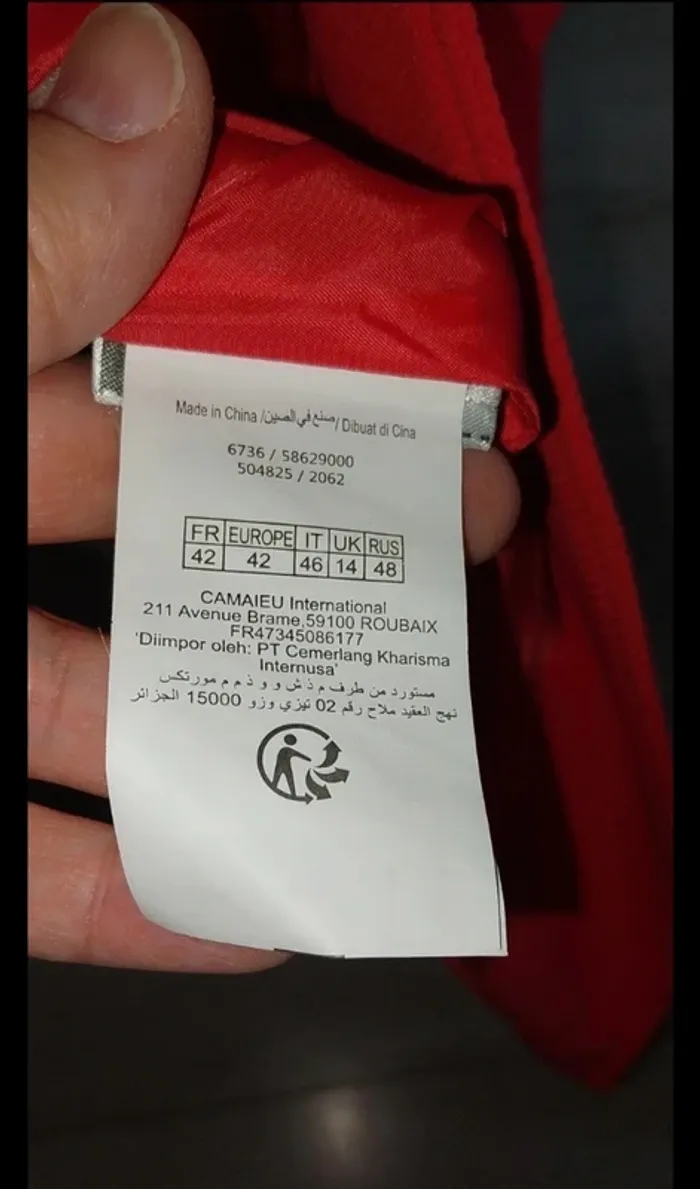 Made in China /صنع في الصين/ Dibuat di Cina
6736 / 58629000
504825 / 2062
FR EUROPE IT UK RUS
42 42 46 14 48
CAMAIEU International
211 Avenue Brame,59100 ROUBAIX
FR47345086177
'Diimpor oleh: PT Cemerlang Kharisma
Internusa'
مستورد من طرف م ذ ش و و ذ م م مورتكس
نهج العقيد ملاح رقم 02 تيزي وزو 15000 الجزائر